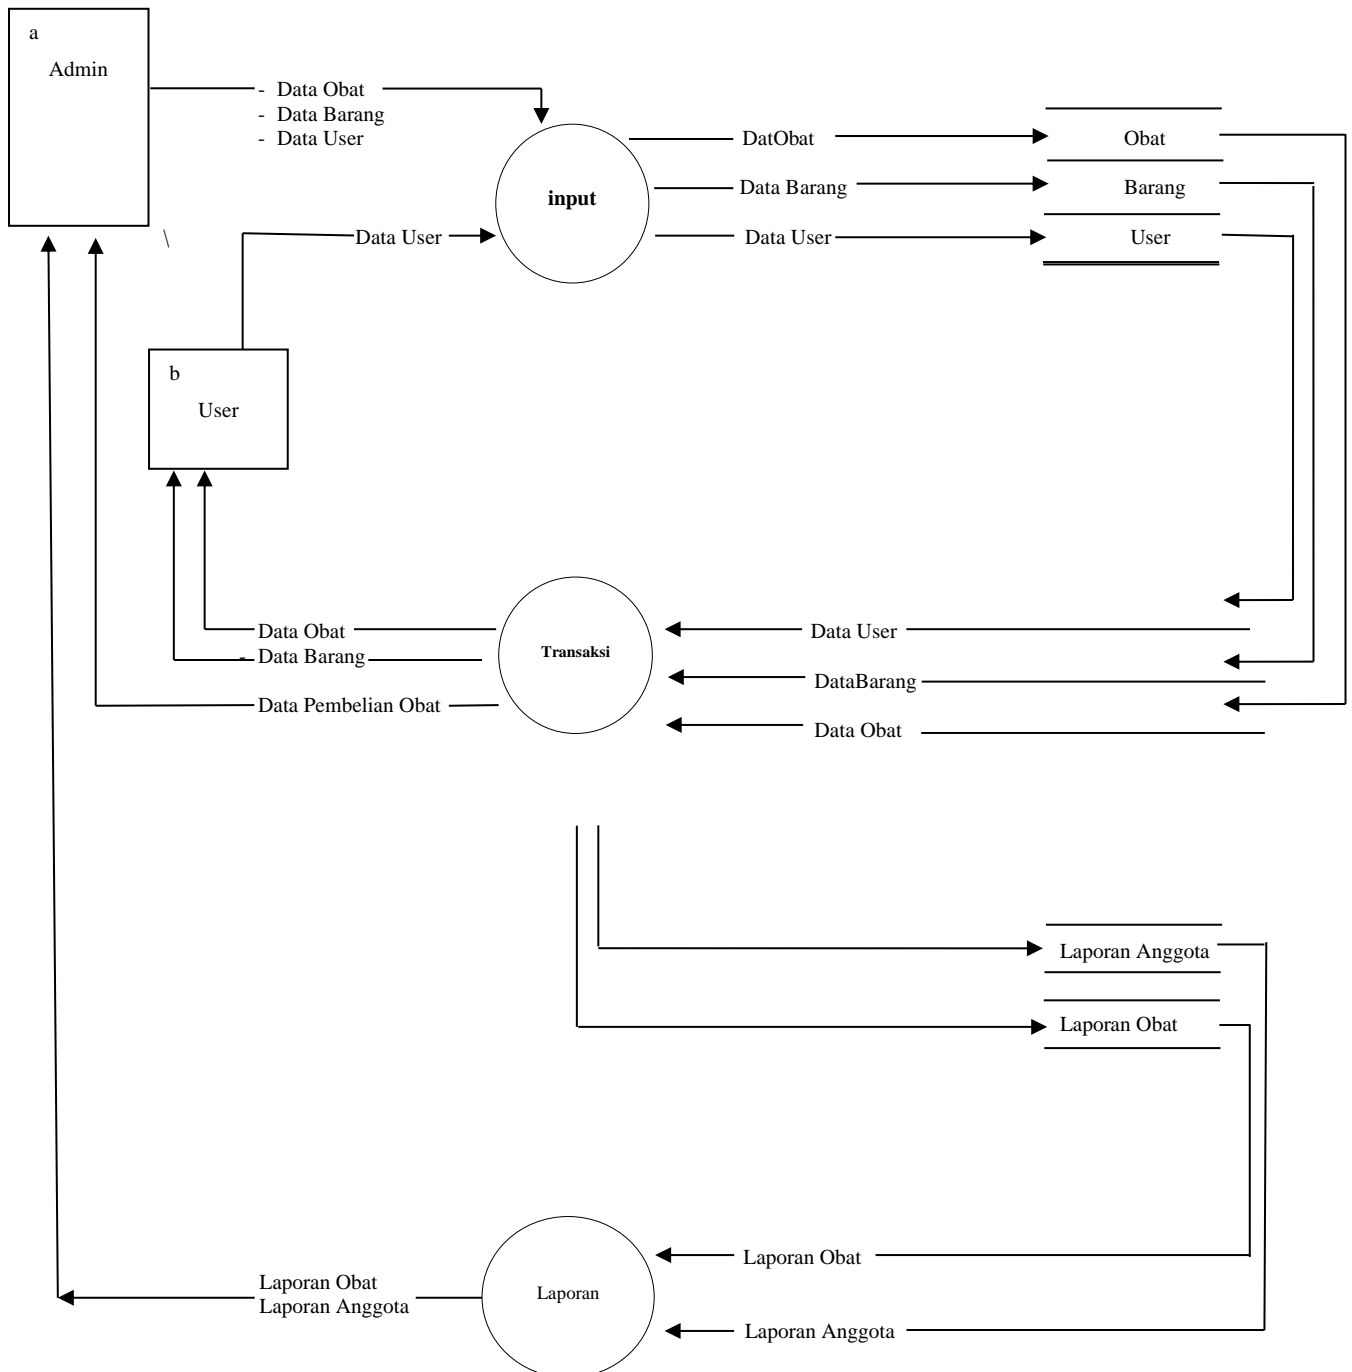 a
Admin
- Data Obat
- Data Barang
- Data User
\
input
DatObat
Obat
Data Barang
Barang
Data User
Data User
User
b
User
Data Obat
- Data Barang
Data Pembelian Obat
Transaksi
Data User
DataBarang
Data Obat
Laporan Anggota
Laporan Obat
Laporan Obat
Laporan Anggota
Laporan
Laporan Obat
Laporan Anggota